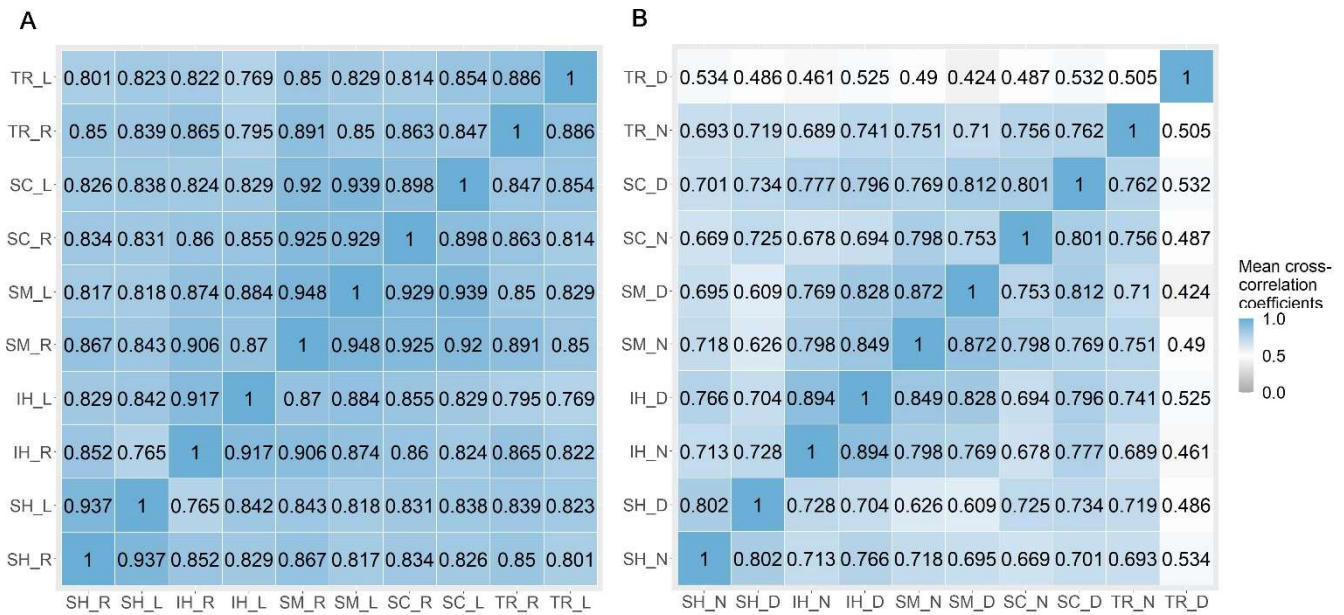 A
TR_L 0.801 0.823 0.822 0.769 0.85 0.829 0.814 0.854 0.886 1
TR_R 0.85 0.839 0.865 0.795 0.891 0.85 0.863 0.847 1 0.886
SC_L 0.826 0.838 0.824 0.829 0.92 0.939 0.898 1 0.847 0.854
SC_R 0.834 0.831 0.86 0.855 0.925 0.929 1 0.898 0.863 0.814
SM_L 0.817 0.818 0.874 0.884 0.948 1 0.929 0.939 0.85 0.829
SM_R 0.867 0.843 0.906 0.87 1 0.948 0.925 0.92 0.891 0.85
IH_L 0.829 0.842 0.917 1 0.87 0.884 0.855 0.829 0.795 0.769
IH_R 0.852 0.765 1 0.917 0.906 0.874 0.86 0.824 0.865 0.822
SH_L 0.937 1 0.765 0.842 0.843 0.818 0.831 0.838 0.839 0.823
SH_R 1 0.937 0.852 0.829 0.867 0.817 0.834 0.826 0.85 0.801
SH_R SH_L IH_R IH_L SM_R SM_L SC_R SC_L TR_R TR_L
B
TR_D 0.534 0.486 0.461 0.525 0.49 0.424 0.487 0.532 0.505 1
TR_N 0.693 0.719 0.689 0.741 0.751 0.71 0.756 0.762 1 0.505
SC_D 0.701 0.734 0.777 0.796 0.769 0.812 0.801 1 0.762 0.532
SC_N 0.669 0.725 0.678 0.694 0.798 0.753 1 0.801 0.756 0.487
SM_D 0.695 0.609 0.769 0.828 0.872 1 0.753 0.812 0.71 0.424
SM_N 0.718 0.626 0.798 0.849 1 0.872 0.798 0.769 0.751 0.49
IH_D 0.766 0.704 0.894 1 0.849 0.828 0.694 0.796 0.741 0.525
IH_N 0.713 0.728 1 0.894 0.798 0.769 0.678 0.777 0.689 0.461
SH_D 0.802 1 0.728 0.704 0.626 0.609 0.725 0.734 0.719 0.486
SH_N 1 0.802 0.713 0.766 0.718 0.695 0.669 0.701 0.693 0.534
SH_N SH_D IH_N IH_D SM_N SM_D SC_N SC_D TR_N TR_D
Mean cross-
correlation
coefficients
1.0
0.5
0.0